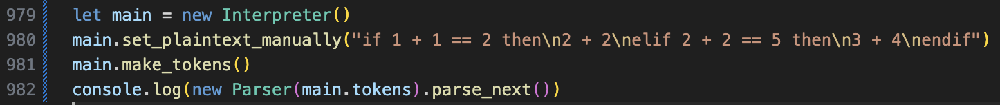 979 let main = new Interpreter()
980 main.set_plaintext_manually("if 1 + 1 == 2 then\n2 + 2\nelif 2 + 2 == 5 then\n3 + 4\nendif")
981 main.make_tokens()
982 console.log(new Parser(main.tokens).parse_next())